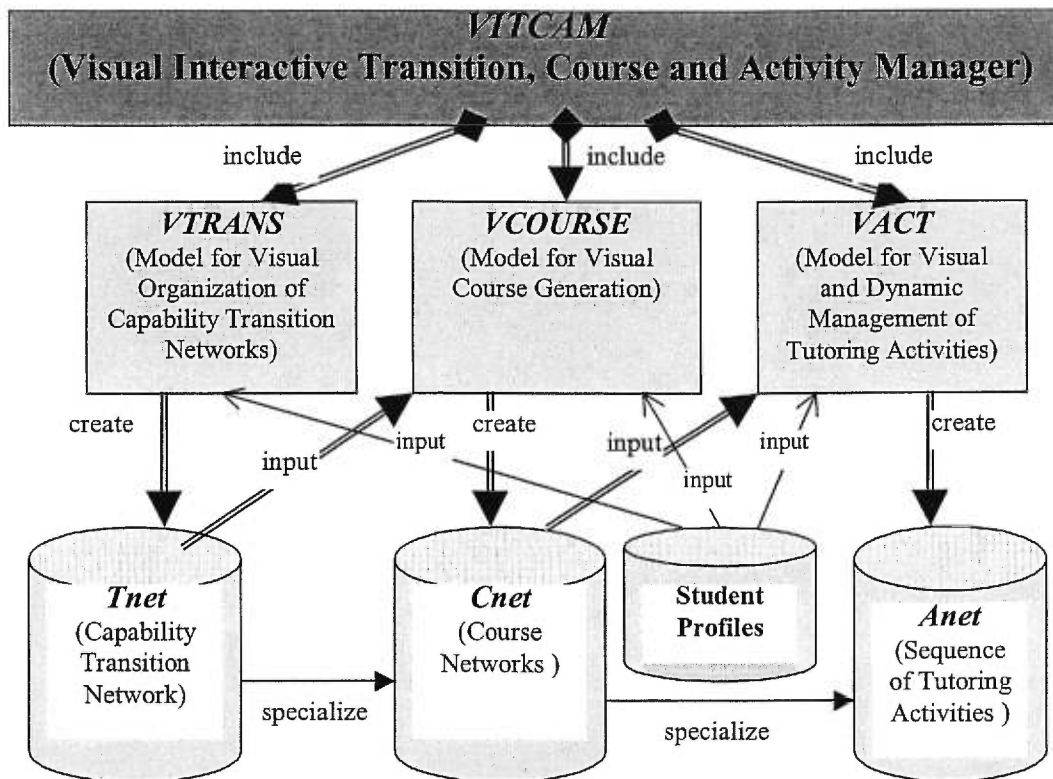 VITCAM
(Visual Interactive Transition, Course and Activity Manager)
include
include
include
VTRANS
(Model for Visual
Organization of
Capability Transition
Networks)
VCOURSE
(Model for Visual
Course Generation)
VACT
(Model for Visual
and Dynamic
Management of
Tutoring Activities)
create
input
input
create
input
input
input
create
Tnet
(Capability
Transition
Network)
Cnet
(Course
Networks )
Student
Profiles
Anet
(Sequence
of Tutoring
Activities )
specialize
specialize